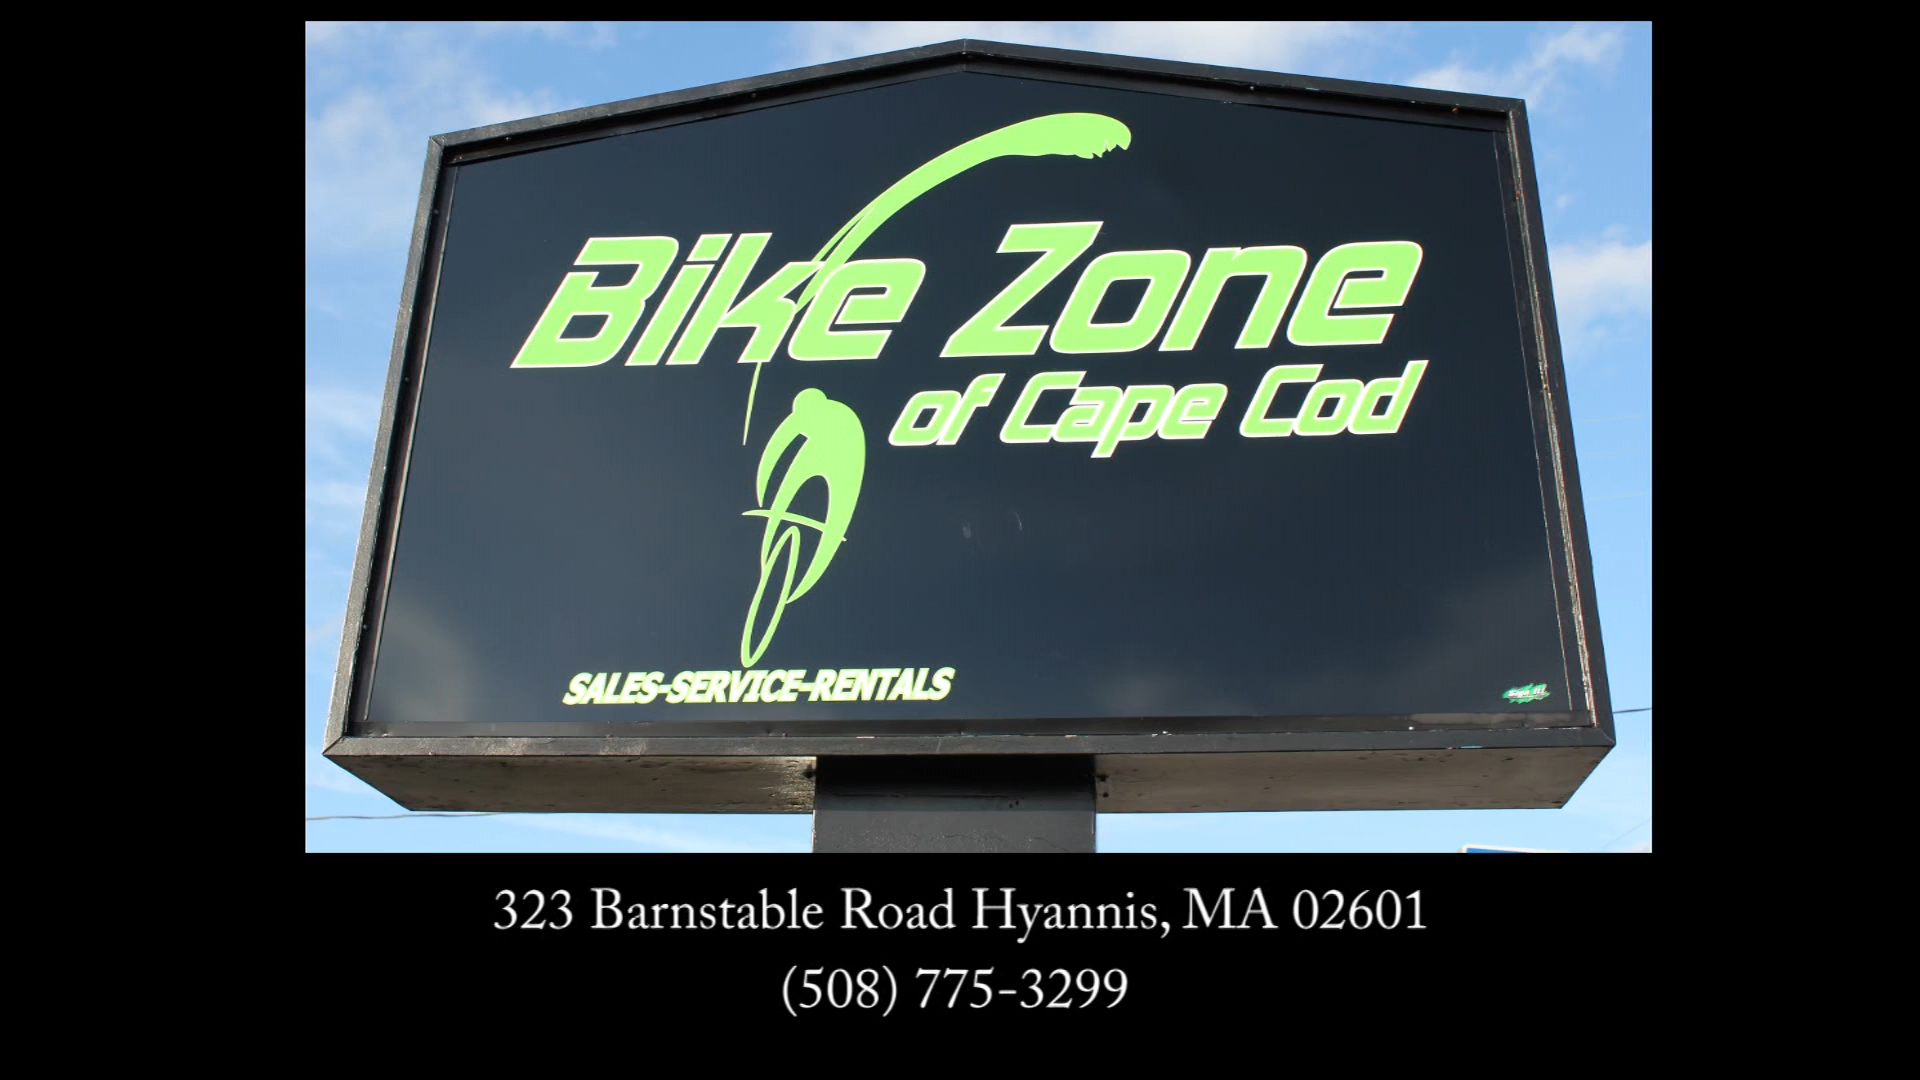 Bike Zone
of Cape Cod
SALES-SERVICE-RENTALS
323 Barnstable Road Hyannis, MA 02601
(508) 775-3299